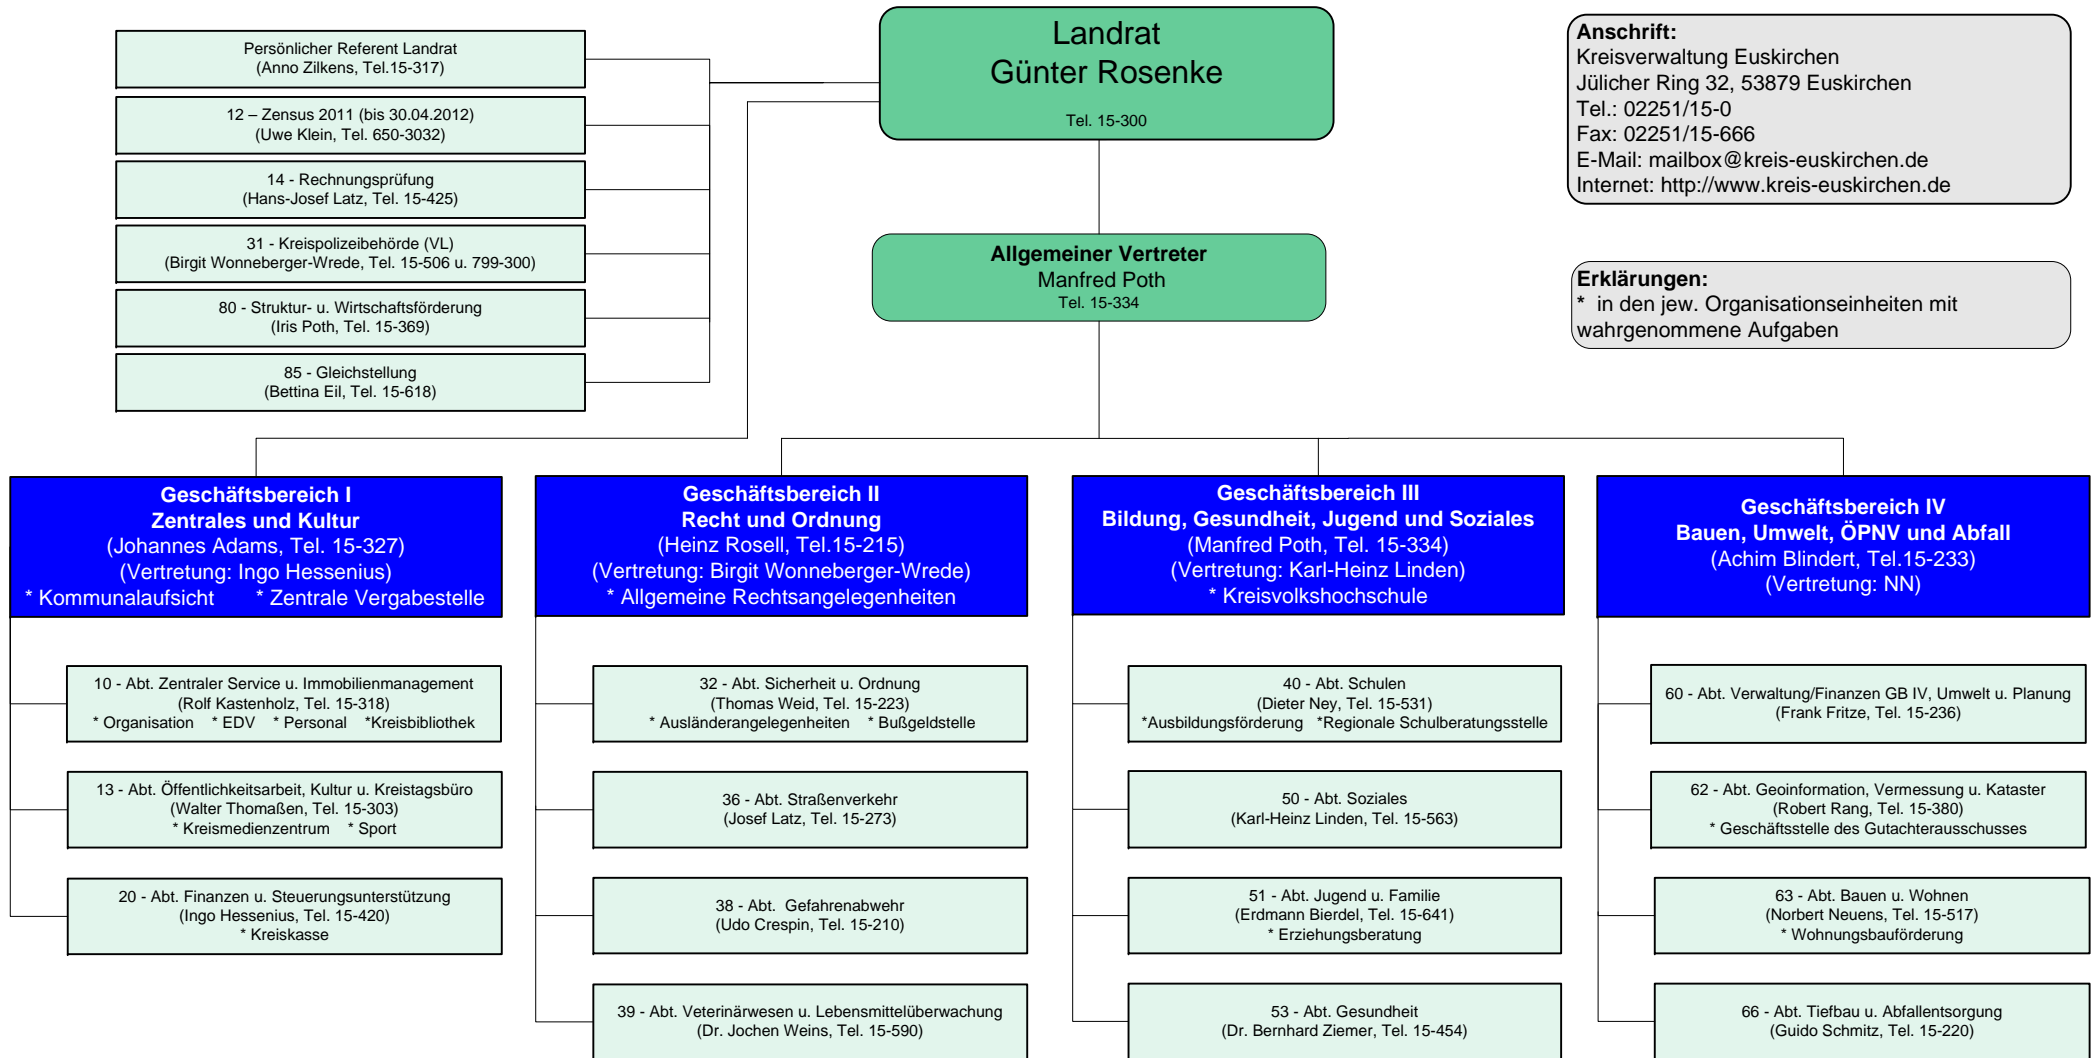 Landrat
Günter Rosenke
Tel. 15-300
Persönlicher Referent Landrat
(Anno Zilkens, Tel.15-317)
12 – Zensus 2011 (bis 30.04.2012)
(Uwe Klein, Tel. 650-3032)
14 - Rechnungsprüfung
(Hans-Josef Latz, Tel. 15-425)
31 - Kreispolizeibehörde (VL)
(Birgit Wonneberger-Wrede, Tel. 15-506 u. 799-300)
80 - Struktur- u. Wirtschaftsförderung
(Iris Poth, Tel. 15-369)
85 - Gleichstellung
(Bettina Eil, Tel. 15-618)
Anschrift:
Kreisverwaltung Euskirchen
Jülicher Ring 32, 53879 Euskirchen
Tel.: 02251/15-0
Fax: 02251/15-666
E-Mail: mailbox@kreis-euskirchen.de
Internet: http://www.kreis-euskirchen.de
Allgemeiner Vertreter
Manfred Poth
Tel. 15-334
Erklärungen:
* in den jew. Organisationseinheiten mit
wahrgenommene Aufgaben
Geschäftsbereich I
Zentrales und Kultur
(Johannes Adams, Tel. 15-327)
(Vertretung: Ingo Hessenius)
* Kommunalaufsicht * Zentrale Vergabestelle
10 - Abt. Zentraler Service u. Immobilienmanagement
(Rolf Kastenholz, Tel. 15-318)
* Organisation * EDV * Personal *Kreisbibliothek
13 - Abt. Öffentlichkeitsarbeit, Kultur u. Kreistagsbüro
(Walter Thomaßen, Tel. 15-303)
* Kreismedienzentrum * Sport
20 - Abt. Finanzen u. Steuerungsunterstützung
(Ingo Hessenius, Tel. 15-420)
* Kreiskasse
Geschäftsbereich II
Recht und Ordnung
(Heinz Rosell, Tel.15-215)
(Vertretung: Birgit Wonneberger-Wrede)
* Allgemeine Rechtsangelegenheiten
32 - Abt. Sicherheit u. Ordnung
(Thomas Weid, Tel. 15-223)
* Ausländerangelegenheiten * Bußgeldstelle
36 - Abt. Straßenverkehr
(Josef Latz, Tel. 15-273)
38 - Abt. Gefahrenabwehr
(Udo Crespin, Tel. 15-210)
39 - Abt. Veterinärwesen u. Lebensmittelüberwachung
(Dr. Jochen Weins, Tel. 15-590)
Geschäftsbereich III
Bildung, Gesundheit, Jugend und Soziales
(Manfred Poth, Tel. 15-334)
(Vertretung: Karl-Heinz Linden)
* Kreisvolkshochschule
40 - Abt. Schulen
(Dieter Ney, Tel. 15-531)
*Ausbildungsförderung *Regionale Schulberatungsstelle
50 - Abt. Soziales
(Karl-Heinz Linden, Tel. 15-563)
51 - Abt. Jugend u. Familie
(Erdmann Bierdel, Tel. 15-641)
* Erziehungsberatung
53 - Abt. Gesundheit
(Dr. Bernhard Ziemer, Tel. 15-454)
Geschäftsbereich IV
Bauen, Umwelt, ÖPNV und Abfall
(Achim Blindert, Tel.15-233)
(Vertretung: NN)
60 - Abt. Verwaltung/Finanzen GB IV, Umwelt u. Planung
(Frank Fritze, Tel. 15-236)
62 - Abt. Geoinformation, Vermessung u. Kataster
(Robert Rang, Tel. 15-380)
* Geschäftsstelle des Gutachterausschusses
63 - Abt. Bauen u. Wohnen
(Norbert Neuens, Tel. 15-517)
* Wohnungsbauförderung
66 - Abt. Tiefbau u. Abfallentsorgung
(Guido Schmitz, Tel. 15-220)